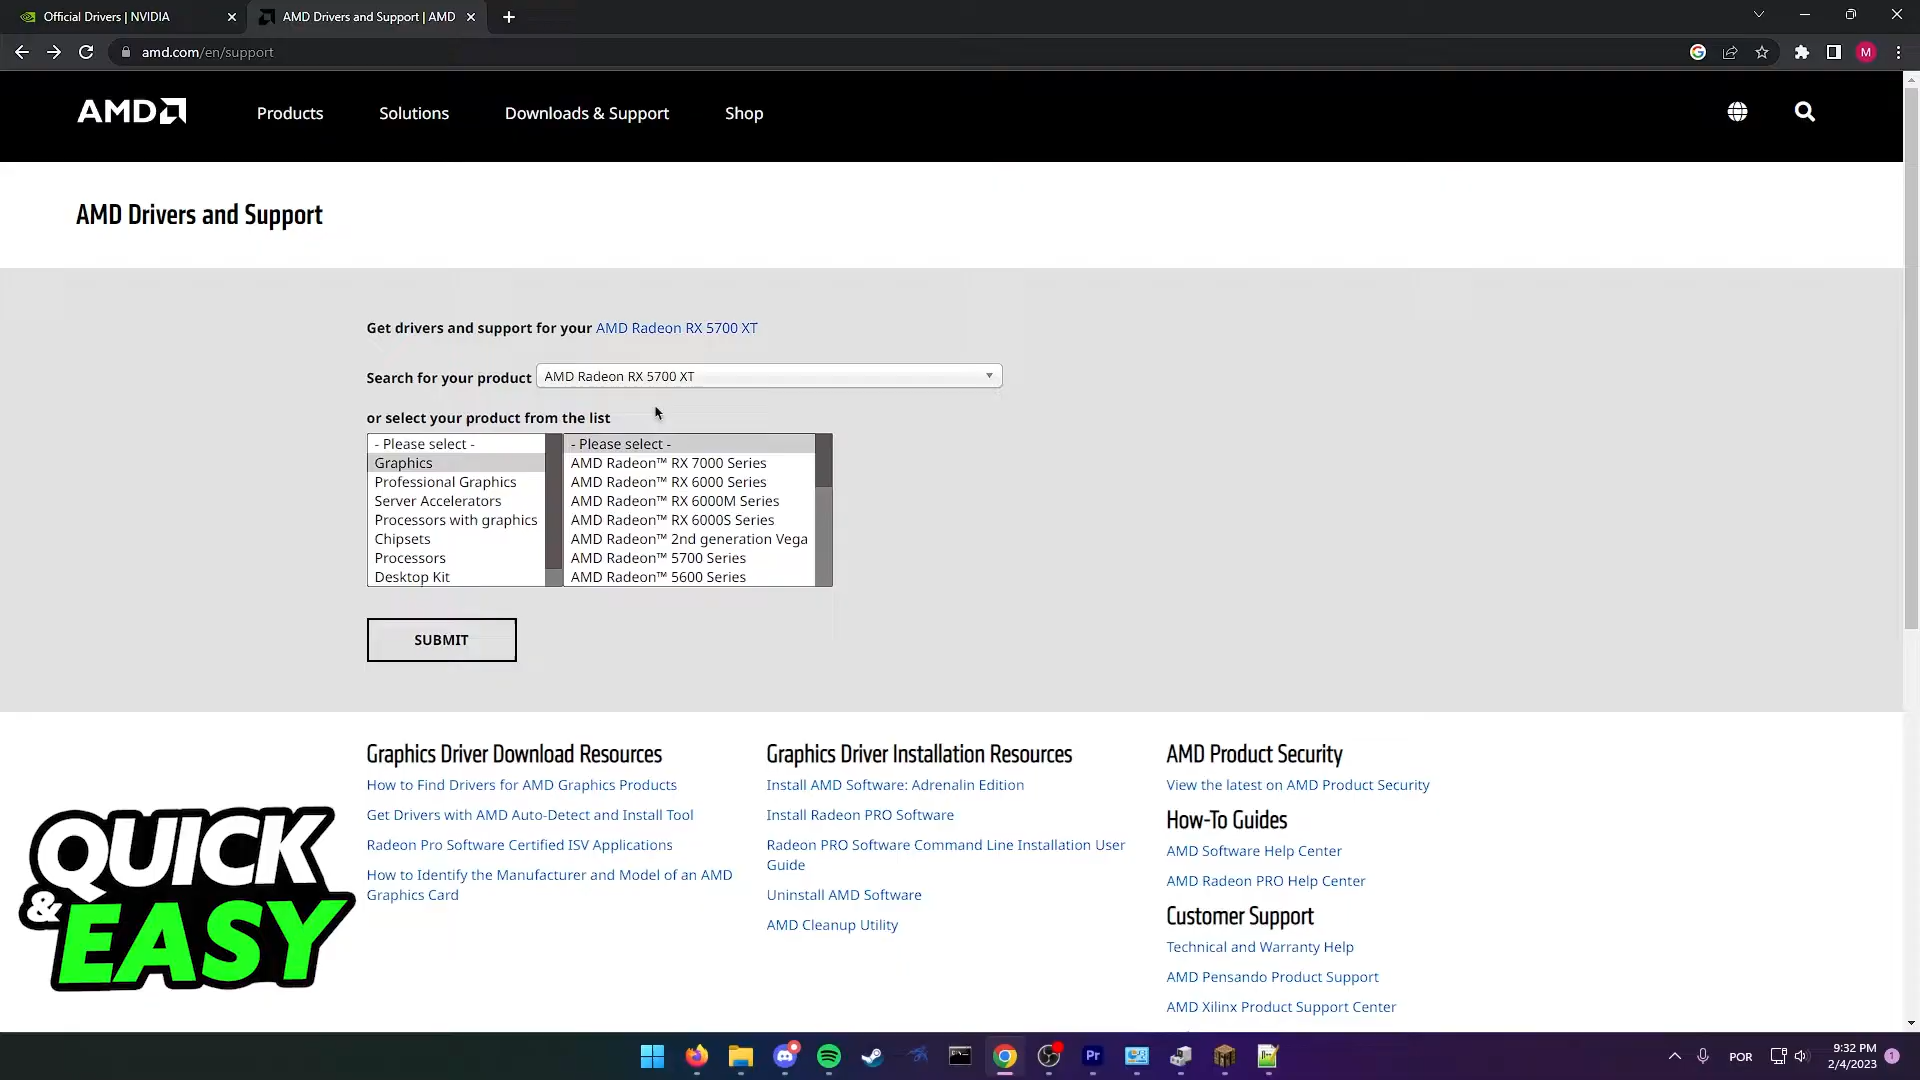 Official Drivers | NVIDIA
AMD Drivers and Support | AMD
amd.com/en/support
M
AMD
Products
Solutions
Downloads & Support
Shop
AMD Drivers and Support
Get drivers and support for your AMD Radeon RX 5700 XT
Search for your product
AMD Radeon RX 5700 XT
or select your product from the list
- Please select -
Graphics
Professional Graphics
Server Accelerators
Processors with graphics
Chipsets
Processors
Desktop Kit
- Please select -
AMD Radeon™ RX 7000 Series
AMD Radeon™ RX 6000 Series
AMD Radeon™ RX 6000M Series
AMD Radeon™ RX 6000S Series
AMD Radeon™ 2nd generation Vega
AMD Radeon™ 5700 Series
AMD Radeon™ 5600 Series
SUBMIT
Graphics Driver Download Resources
How to Find Drivers for AMD Graphics Products
Get Drivers with AMD Auto-Detect and Install Tool
Radeon Pro Software Certified ISV Applications
How to Identify the Manufacturer and Model of an AMD
Graphics Card
Graphics Driver Installation Resources
Install AMD Software: Adrenalin Edition
Install Radeon PRO Software
Radeon PRO Software Command Line Installation User
Guide
Uninstall AMD Software
AMD Cleanup Utility
AMD Product Security
View the latest on AMD Product Security
How-To Guides
AMD Software Help Center
AMD Radeon PRO Help Center
Customer Support
Technical and Warranty Help
AMD Pensando Product Support
AMD Xilinx Product Support Center
QUICK
& EASY
Pr
POR
9:32 PM
2/4/2023
1